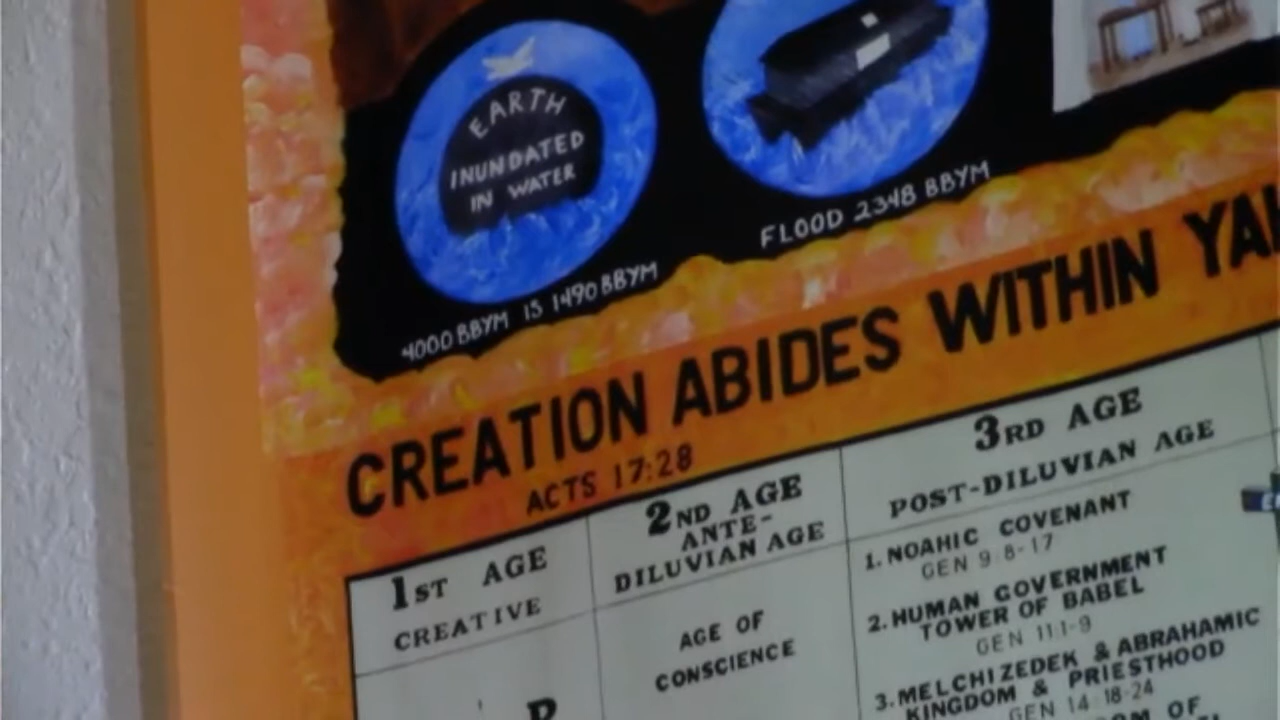 EARTH
INUNDATED
IN WATER
4000 BBYM IS 1490 BBYM
FLOOD 2348 BBYM
CREATION ABIDES WITHIN
ACTS 17:28
1ST AGE
CREATIVE
2ND AGE
ANTE-
DILUVIAN AGE
AGE OF
CONSCIENCE
3RD AGE
POST-DILUVIAN AGE
1. NOAHIC COVENANT
GEN 9:8-17
2. HUMAN GOVERNMENT
TOWER OF BABEL
GEN 11:1-9
3. MELCHIZEDEK & ABRAHAMIC
KINGDOM & PRIESTHOOD
GEN 14:18-24
OF